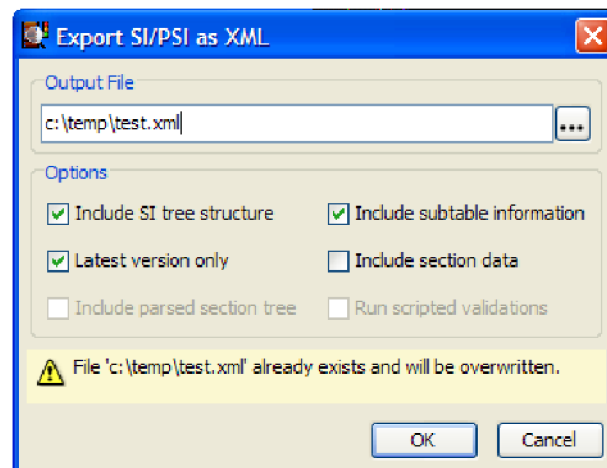 Export SI/PSI as XML
Output File
c:\temp\test.xml
...
Options
Include SI tree structure
Include subtable information
Latest version only
Include section data
Include parsed section tree
Run scripted validations
File 'c:\temp\test.xml' already exists and will be overwritten.
OK
Cancel